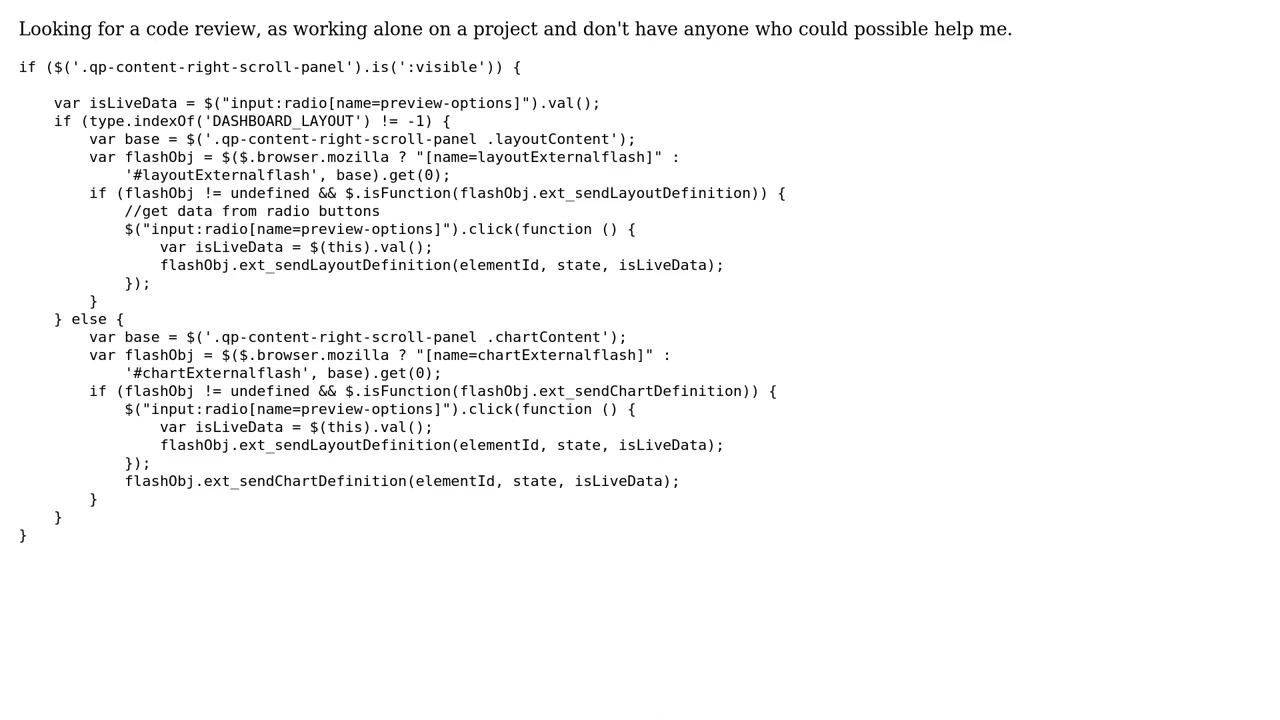 Looking for a code review, as working alone on a project and don't have anyone who could possible help me.
if ($('.qp-content-right-scroll-panel').is(':visible')) {
    var isLiveData = $("input:radio[name=preview-options]").val();
    if (type.indexOf('DASHBOARD_LAYOUT') != -1) {
        var base = $('.qp-content-right-scroll-panel .layoutContent');
        var flashObj = $($.browser.mozilla ? "[name=layoutExternalflash]" :
            '#layoutExternalflash', base).get(0);
        if (flashObj != undefined && $.isFunction(flashObj.ext_sendLayoutDefinition)) {
            //get data from radio buttons
            $("input:radio[name=preview-options]").click(function () {
                var isLiveData = $(this).val();
                flashObj.ext_sendLayoutDefinition(elementId, state, isLiveData);
            });
        }
    } else {
        var base = $('.qp-content-right-scroll-panel .chartContent');
        var flashObj = $($.browser.mozilla ? "[name=chartExternalflash]" :
            '#chartExternalflash', base).get(0);
        if (flashObj != undefined && $.isFunction(flashObj.ext_sendChartDefinition)) {
            $("input:radio[name=preview-options]").click(function () {
                var isLiveData = $(this).val();
                flashObj.ext_sendLayoutDefinition(elementId, state, isLiveData);
            });
            flashObj.ext_sendChartDefinition(elementId, state, isLiveData);
        }
    }
}